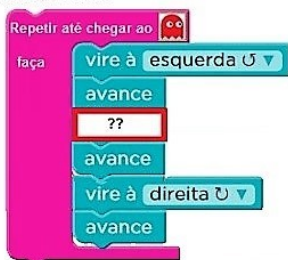 Repetir até chegar ao
faça
vire à esquerda ↺ ▼
avance
??
avance
vire à direita ↻ ▼
avance